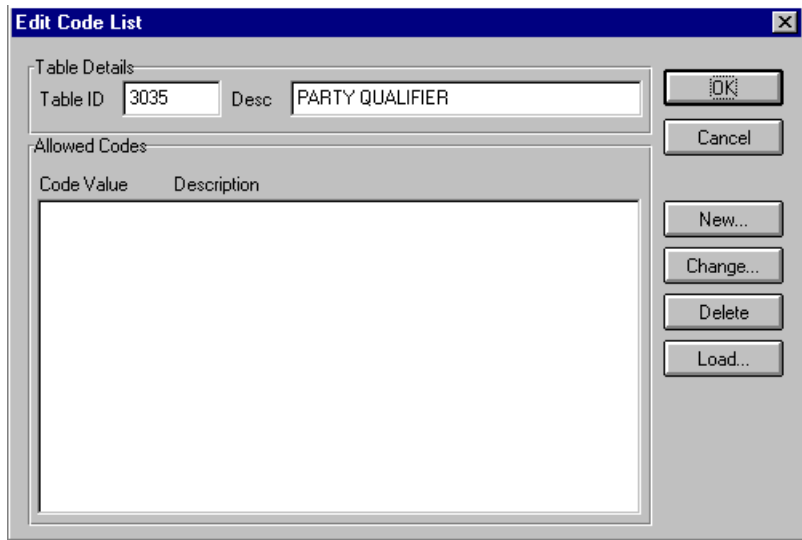 Edit Code List
Table Details
Table ID 3035 Desc PARTY QUALIFIER
OK
Cancel
Allowed Codes
Code Value Description
New...
Change...
Delete
Load...